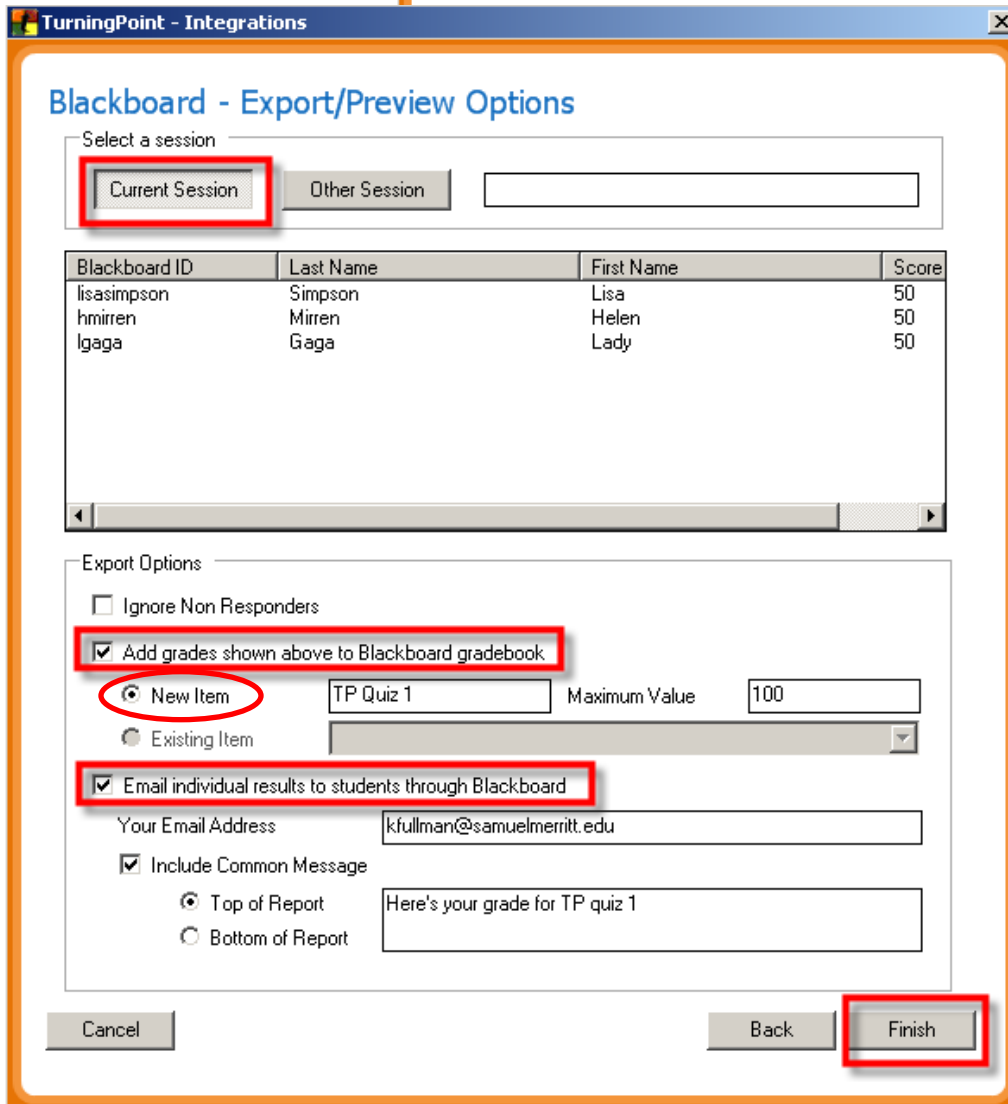 TurningPoint - Integrations
Blackboard - Export/Preview Options
Select a session
Current Session Other Session
Blackboard ID Last Name First Name Score
lisasimpson Simpson Lisa 50
hmirren Mirren Helen 50
lgaga Gaga Lady 50
Export Options
Ignore Non Responders
Add grades shown above to Blackboard gradebook
New Item TP Quiz 1 Maximum Value 100
Existing Item
Email individual results to students through Blackboard
Your Email Address kfullman@samuelmerritt.edu
Include Common Message
Top of Report Here's your grade for TP quiz 1
Bottom of Report
Cancel Back Finish